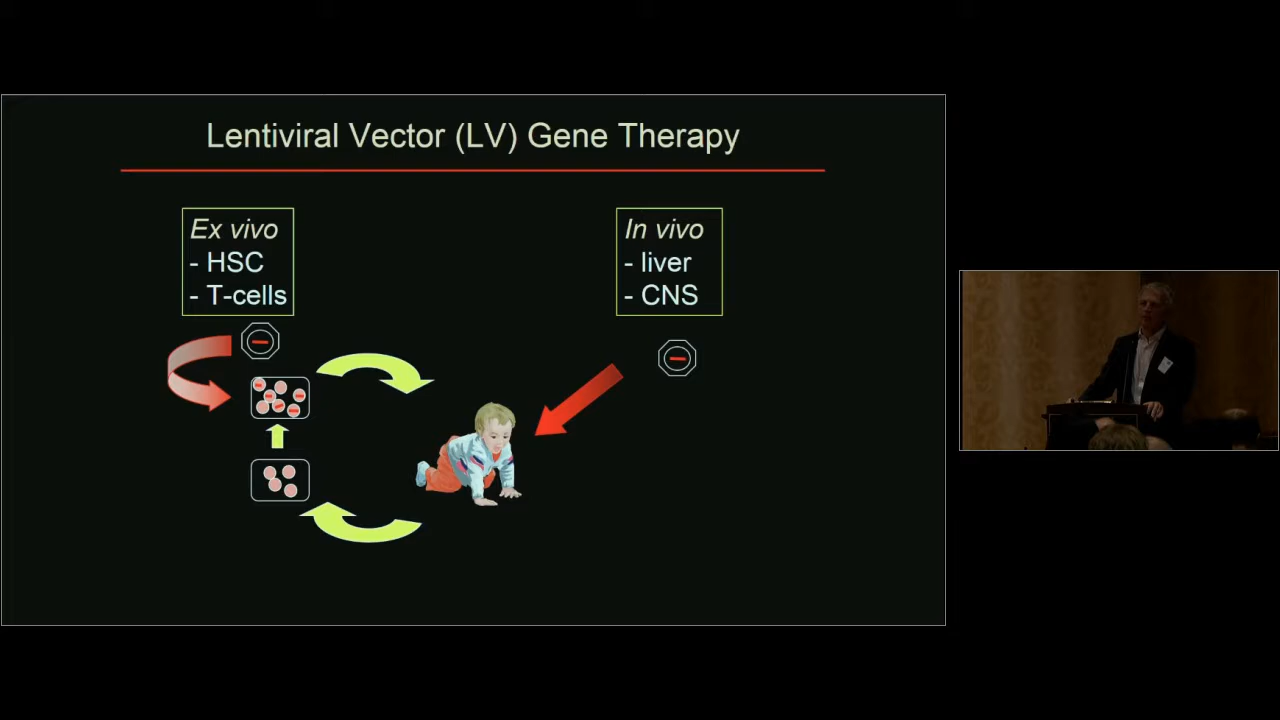 Lentiviral Vector (LV) Gene Therapy
Ex vivo
- HSC
- T-cells
In vivo
- liver
- CNS